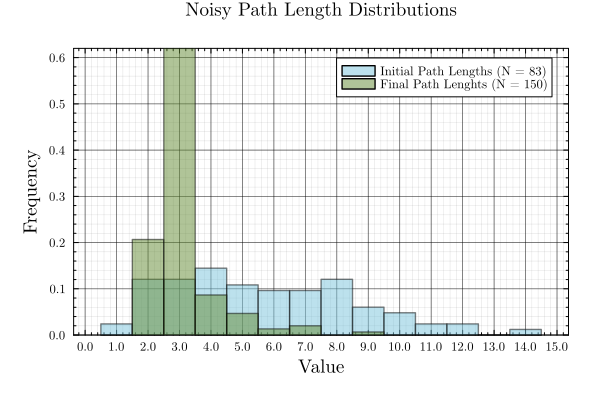 Noisy Path Length Distributions
Initial Path Lengths (N = 83)
Final Path Lenghts (N = 150)
0.6
0.5
0.4
0.3
0.2
0.1
0.0
Frequency
0.0 1.0 2.0 3.0 4.0 5.0 6.0 7.0 8.0 9.0 10.0 11.0 12.0 13.0 14.0 15.0
Value